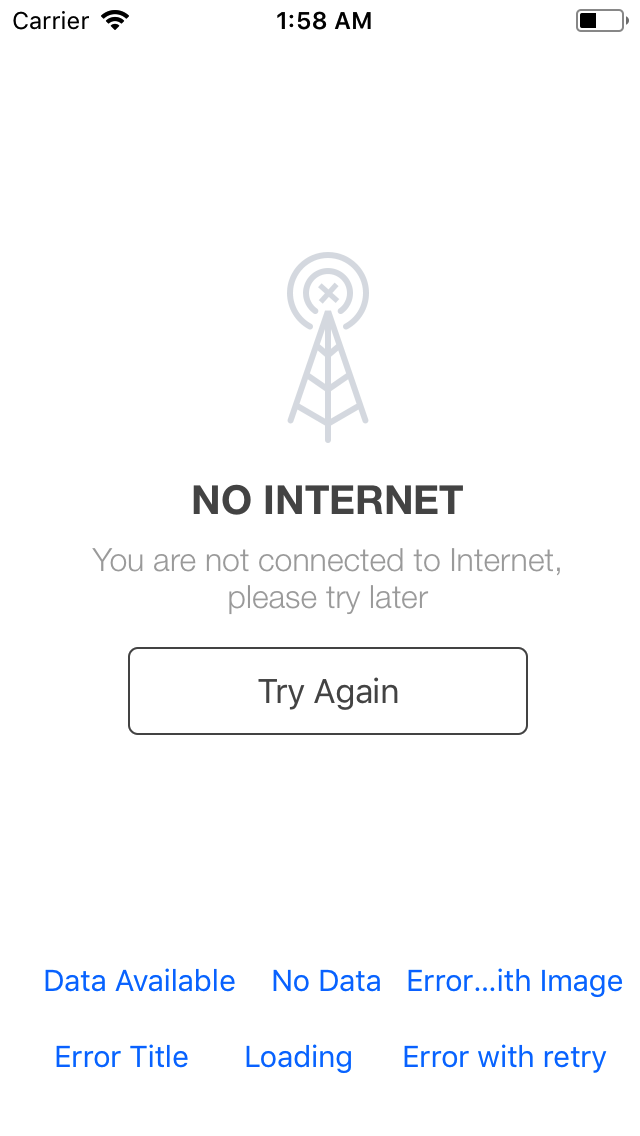 Carrier 1:58 AM
NO INTERNET
You are not connected to Internet,
please try later
Try Again
Data Available No Data Error...ith Image
Error Title Loading Error with retry